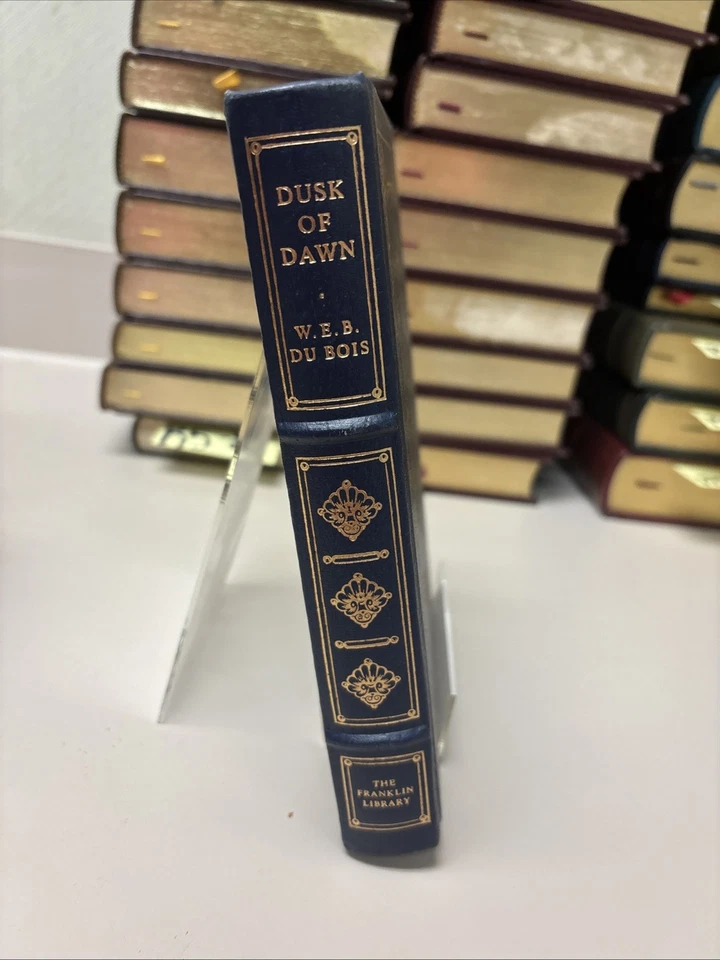 DUSK
OF
DAWN
W. E. B.
DU BOIS
THE
FRANKLIN
LIBRARY